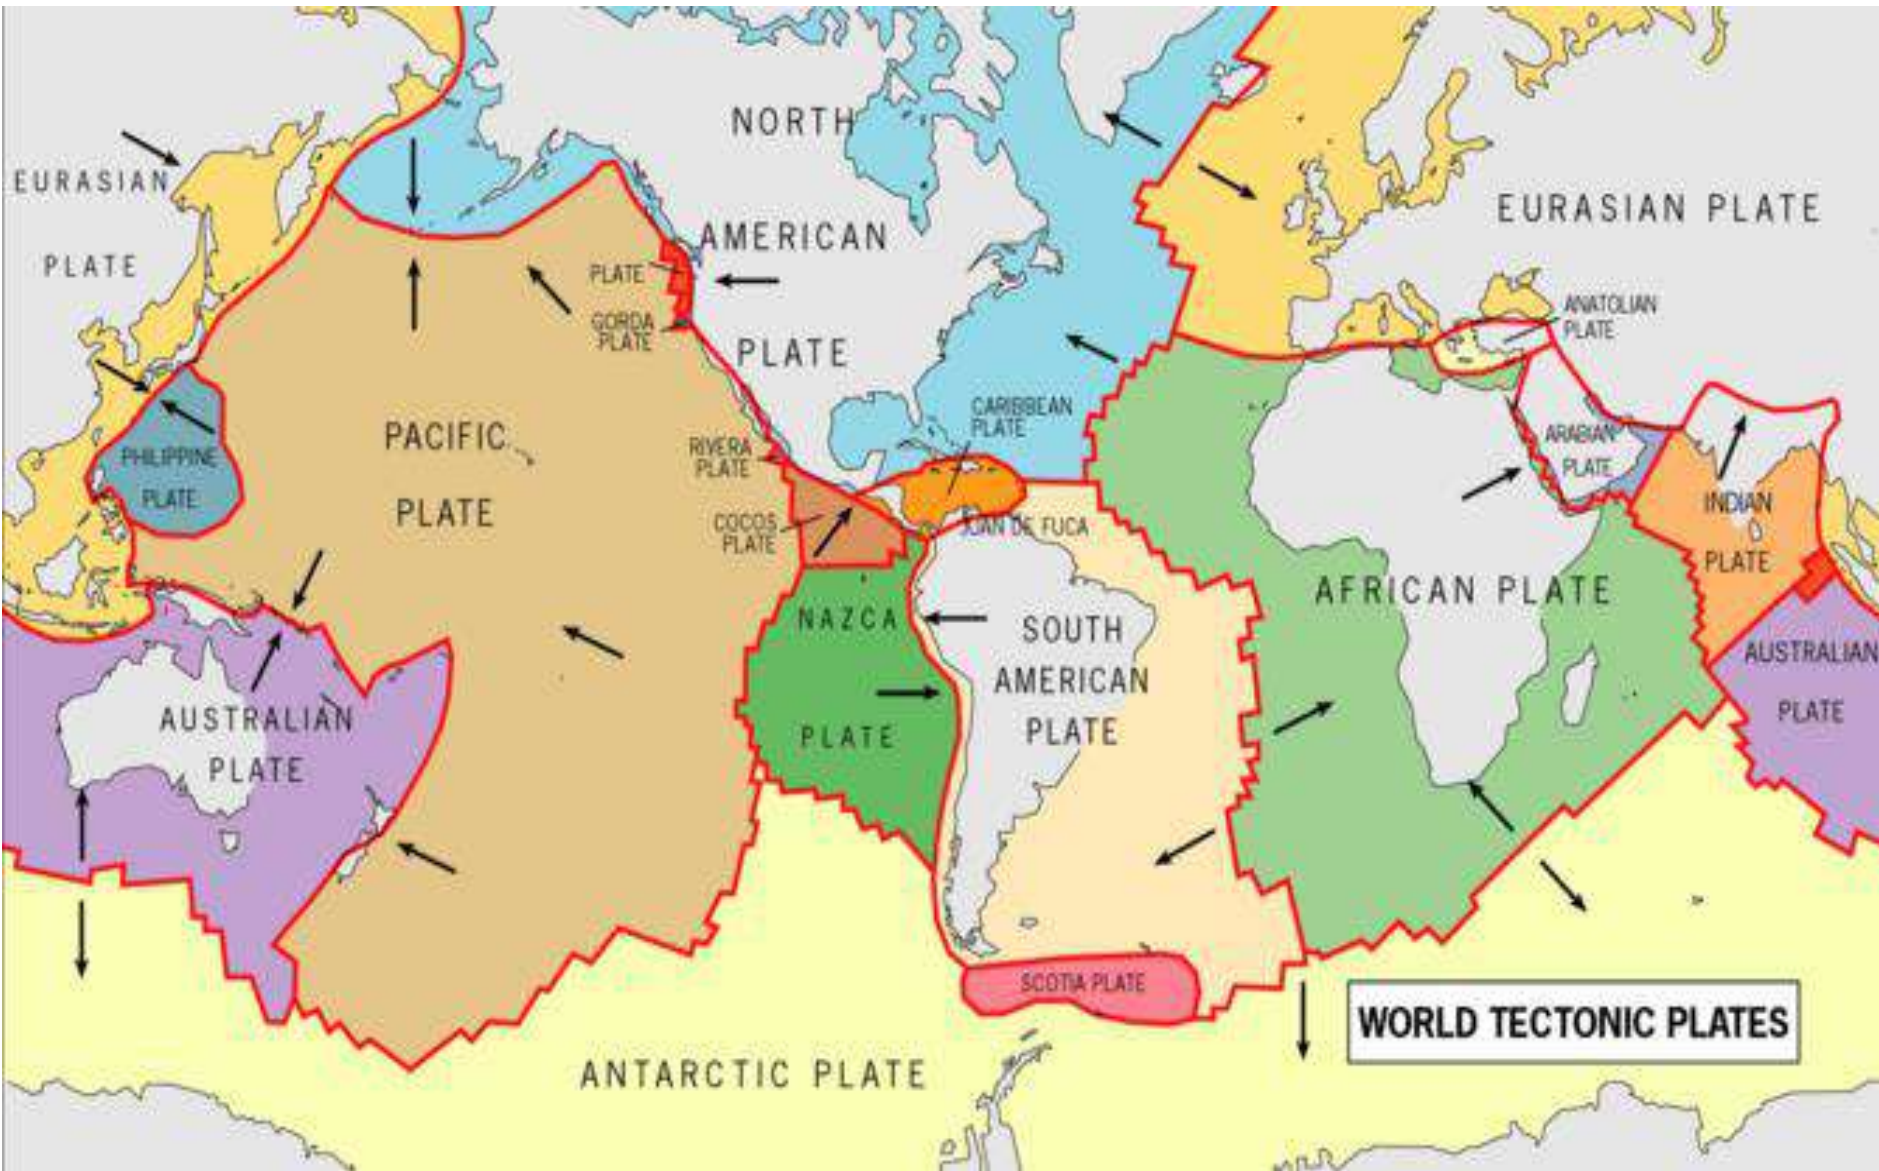 NORTH
AMERICAN
PLATE
EURASIAN
PLATE
EURASIAN PLATE
PLATE
GORDA
PLATE
ANATOLIAN
PLATE
CARIBBEAN
PLATE
PACIFIC
PLATE
PHILIPPINE
PLATE
RIVERA
PLATE
ARABIAN
PLATE
COCOS
PLATE
JUAN DE FUCA
INDIAN
PLATE
AFRICAN PLATE
NAZCA
PLATE
SOUTH
AMERICAN
PLATE
AUSTRALIAN
PLATE
AUSTRALIAN
PLATE
SCOTIA PLATE
WORLD TECTONIC PLATES
ANTARCTIC PLATE